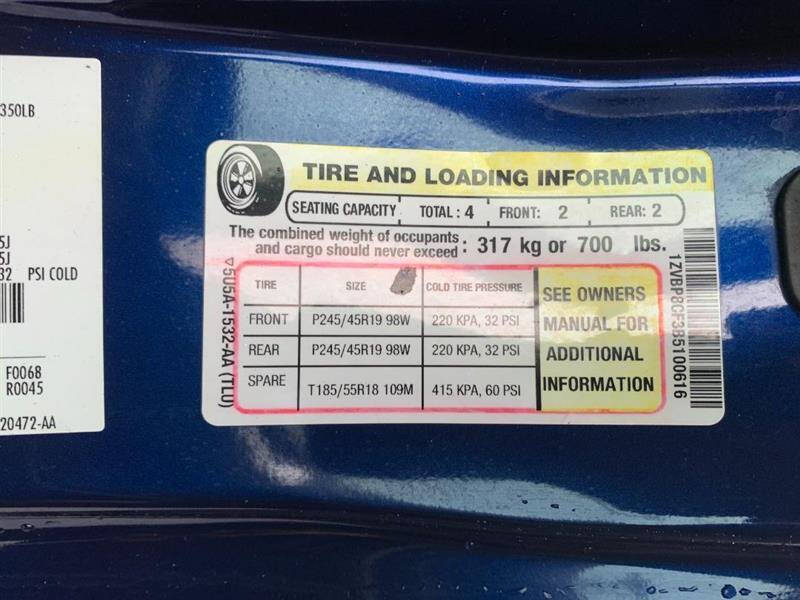 350LB
5J
5J
32 PSI COLD
F0068
R0045
20472-AA
TIRE AND LOADING INFORMATION
SEATING CAPACITY TOTAL: 4 FRONT: 2 REAR: 2
The combined weight of occupants
and cargo should never exceed : 317 kg or 700 lbs.
TIRE SIZE COLD TIRE PRESSURE
FRONT P245/45R19 98W 220 KPA, 32 PSI
REAR P245/45R19 98W 220 KPA, 32 PSI
SPARE T185/55R18 109M 415 KPA, 60 PSI
SEE OWNERS
MANUAL FOR
ADDITIONAL
INFORMATION
▽5U5A-1532-AA (TLU)
1ZVBP8CF3B5100616